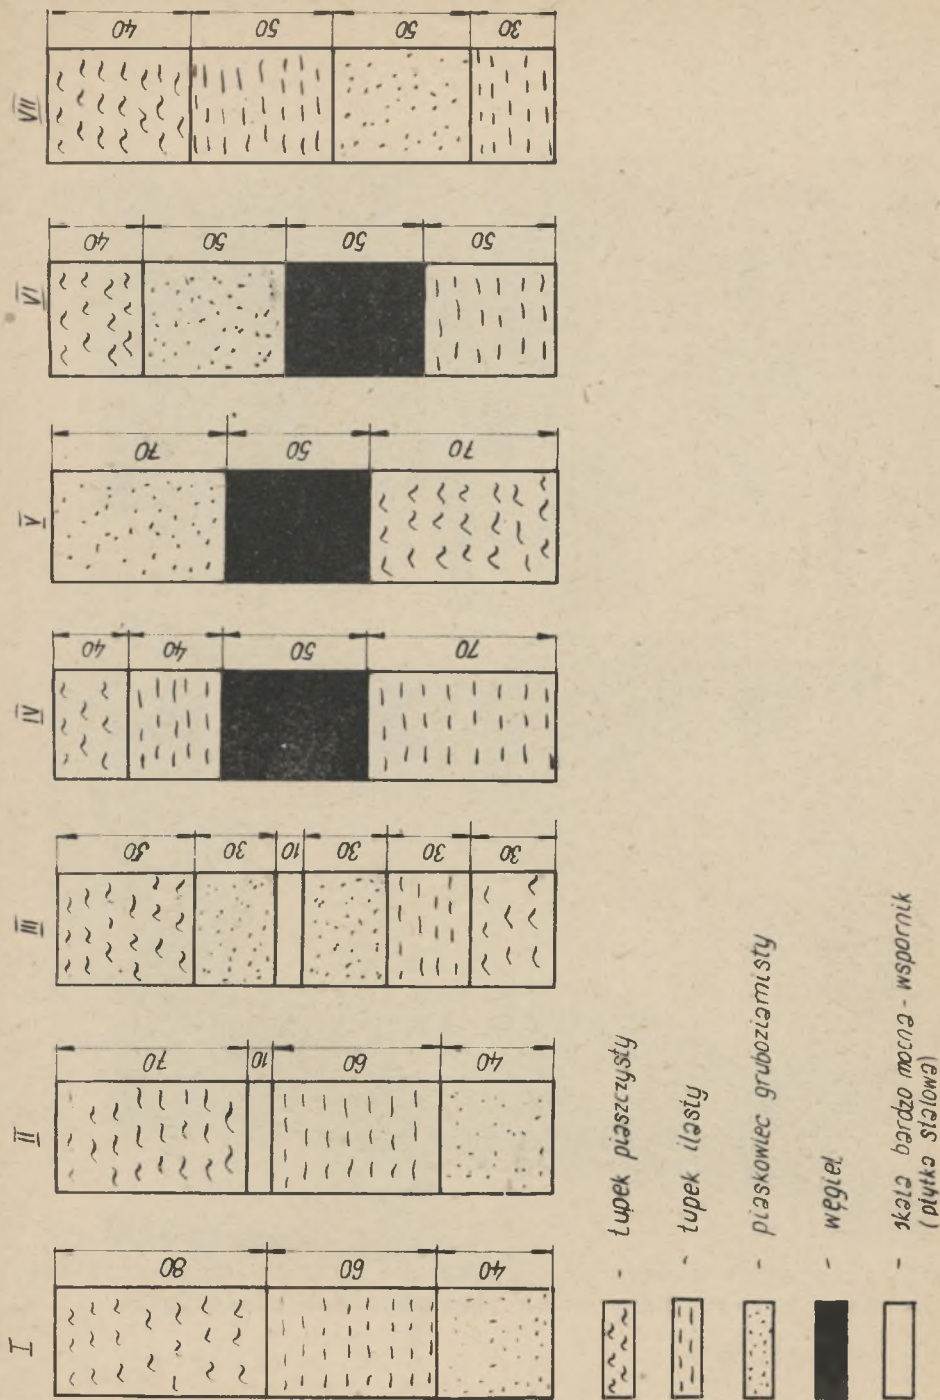 I
80
60
40
II
70
10
60
40
III
50
30
10
30
30
30
IV
40
40
50
70
V
70
50
70
VI
40
50
50
50
VII
40
50
50
30
- łupek piaszczysty
- łupek ilasty
- piaskowiec gruboziarnisty
- węgiel
- skała bardzo mocna - wspornik
(płytka stalowa)